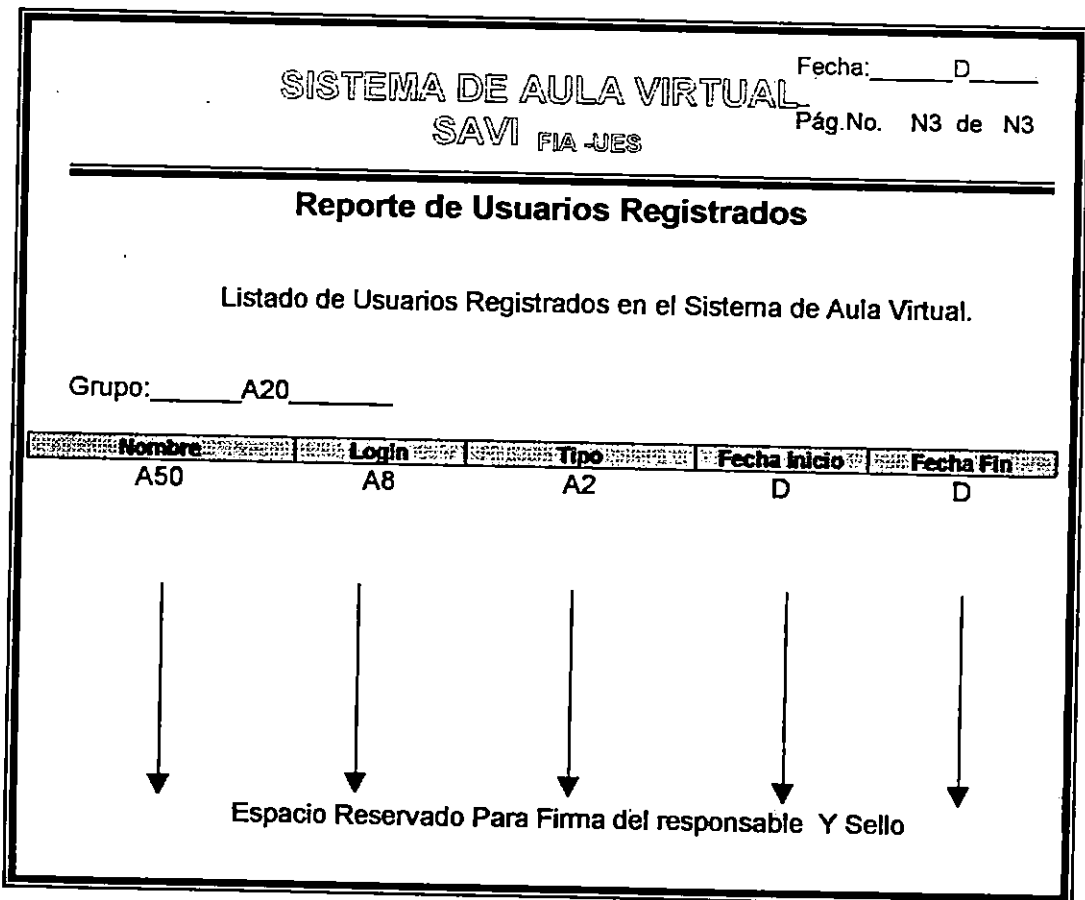 Fecha:______D_____
SISTEMA DE AULA VIRTUAL
Pág.No. N3 de N3
SAVI FIA -UES
Reporte de Usuarios Registrados
Listado de Usuarios Registrados en el Sistema de Aula Virtual.
Grupo:______A20_______
Nombre Login Tipo Fecha Inicio Fecha Fin
A50 A8 A2 D D
Espacio Reservado Para Firma del responsable Y Sello